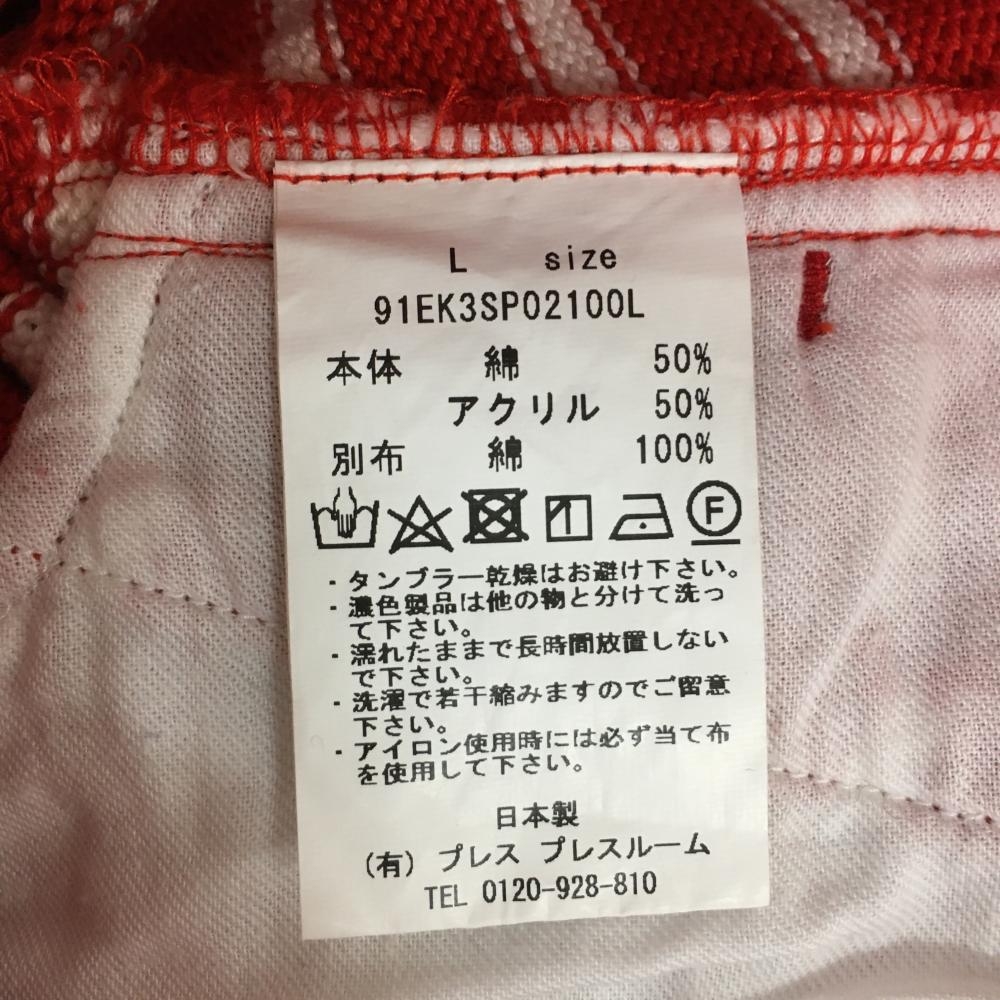 L size
91EK3SP02100L
本体 綿 50%
アクリル 50%
別布 綿 100%
F
・タンブラー乾燥はお避け下さい。
・濃色製品は他の物と分けて洗っ
て下さい。
・濡れたままで長時間放置しない
で下さい。
・洗濯で若干縮みますのでご留意
下さい。
・アイロン使用時には必ず当て布
を使用して下さい。
日本製
(有) プレス プレスルーム
TEL 0120-928-810